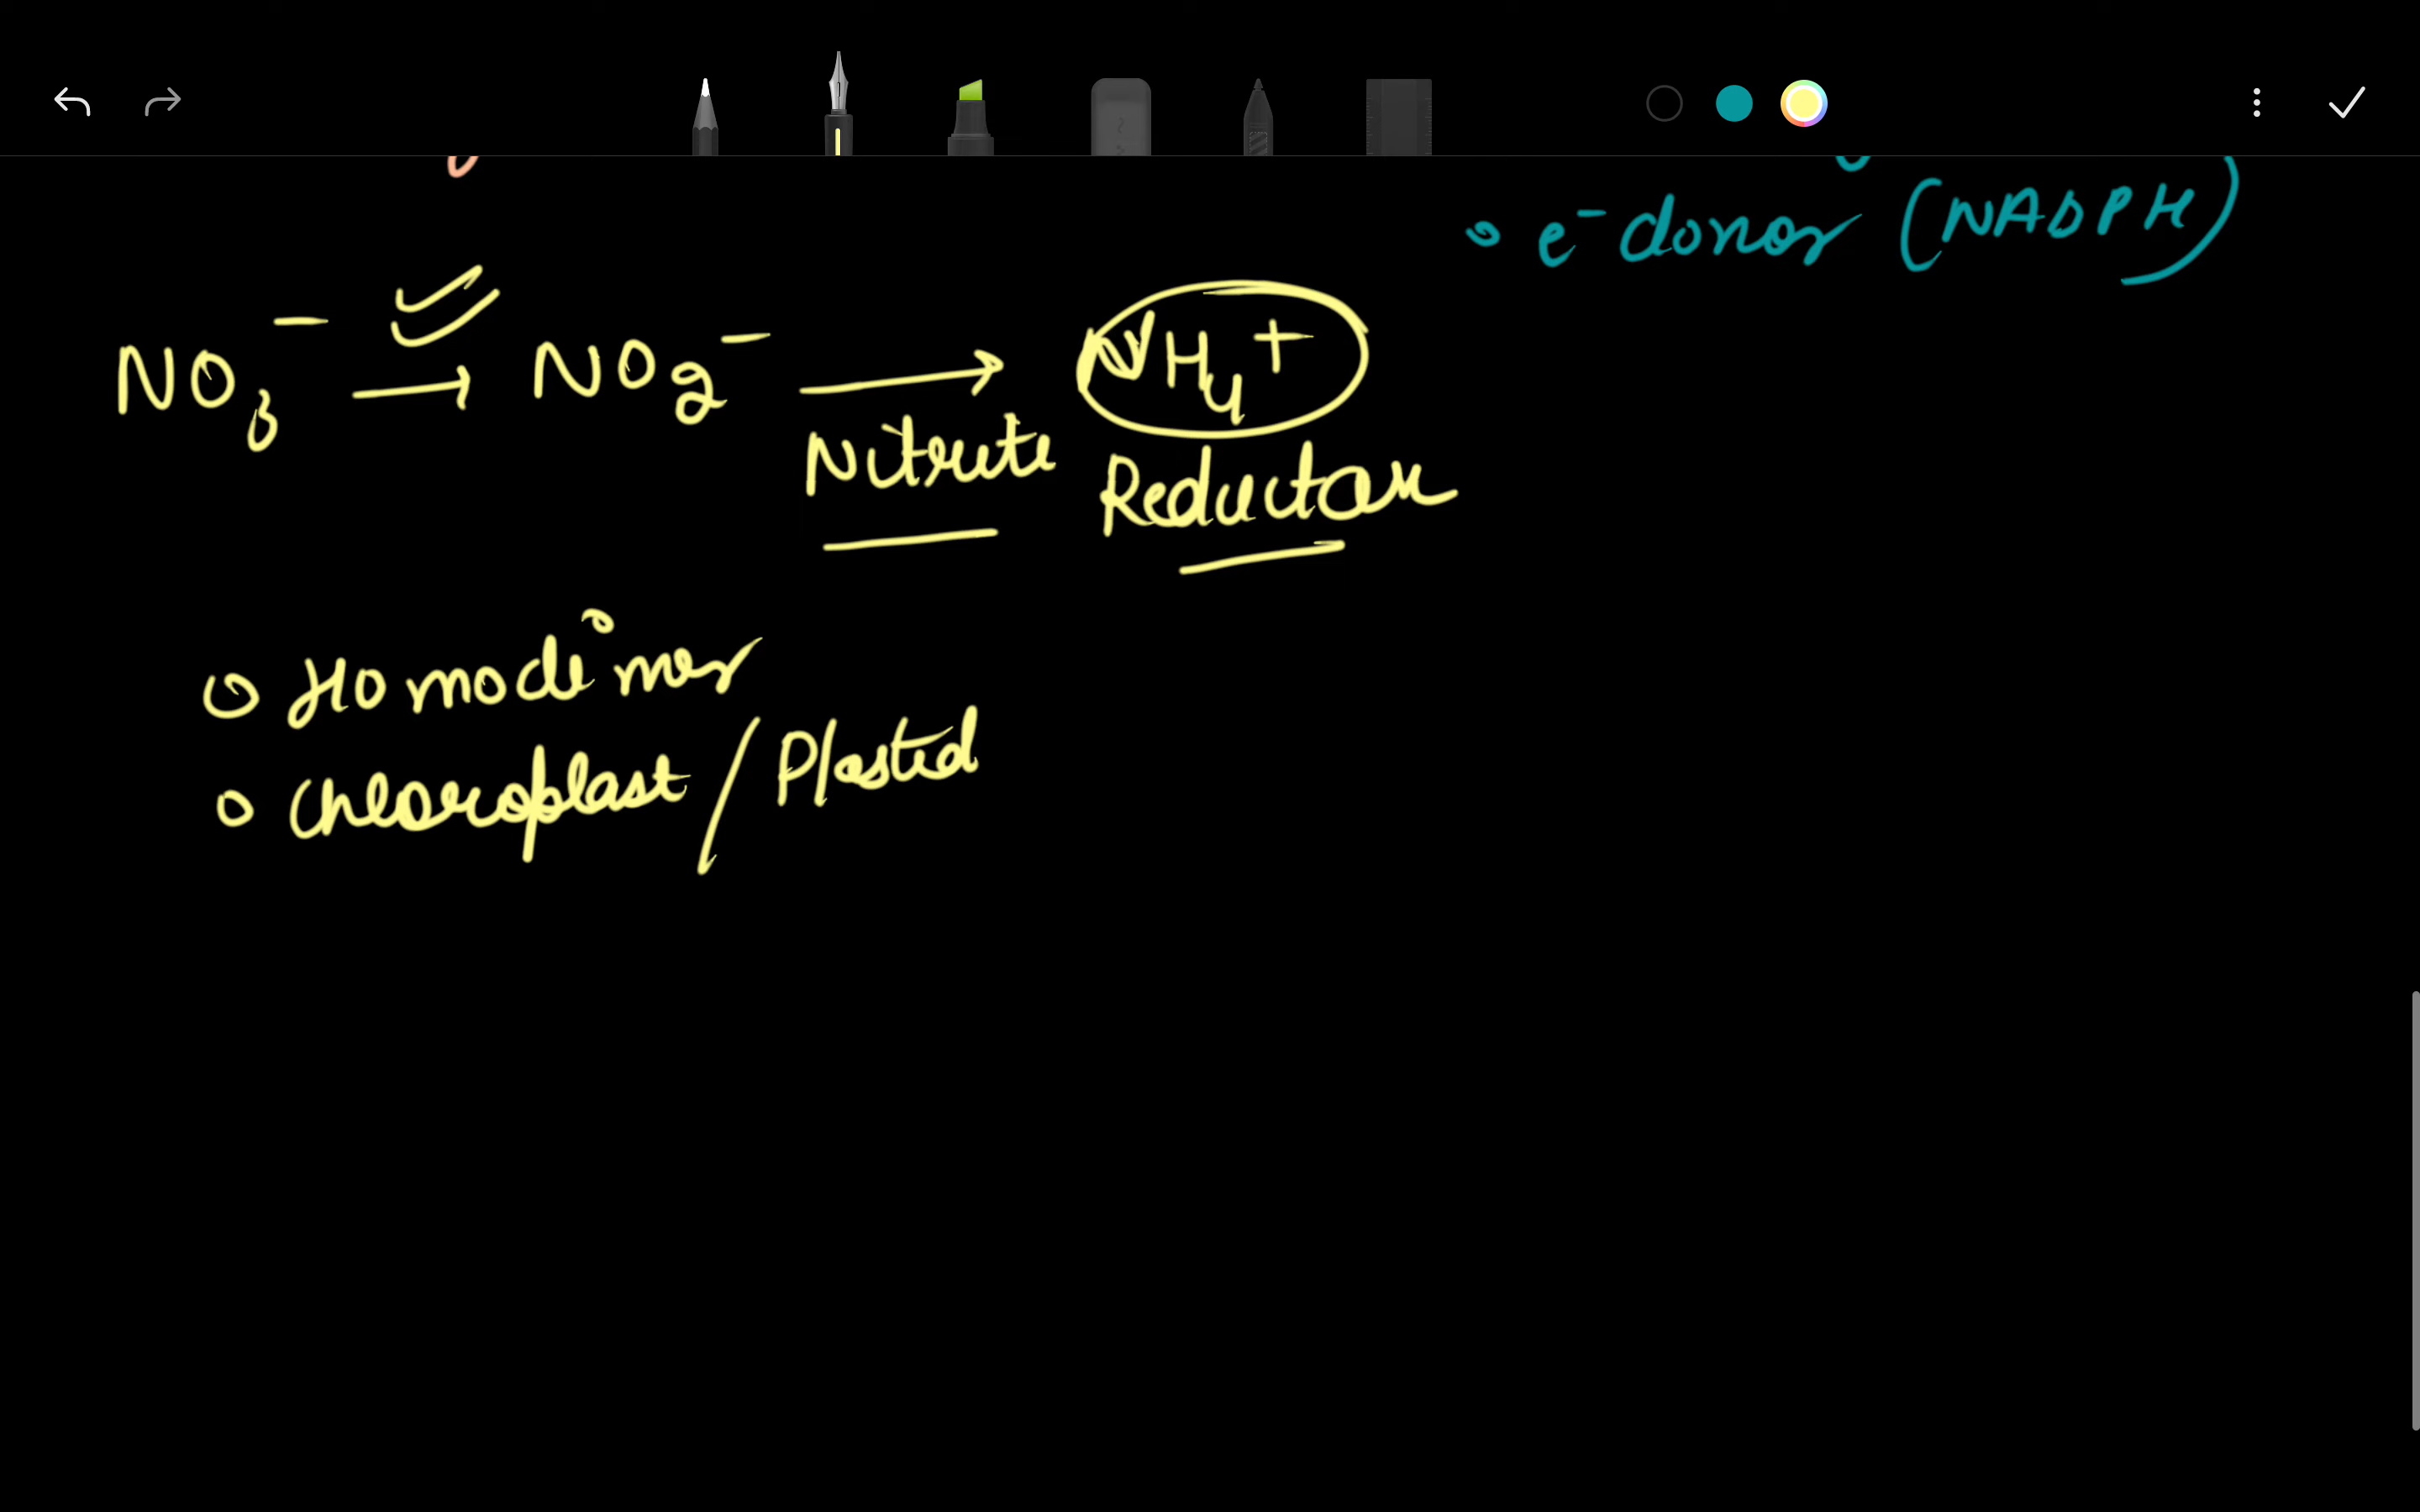 e⁻ donor (NADPH)
NO₃⁻ → NO₂⁻ → NH₄⁺
Nitrite Reductase
Homodimer
Chloroplast / Plastid